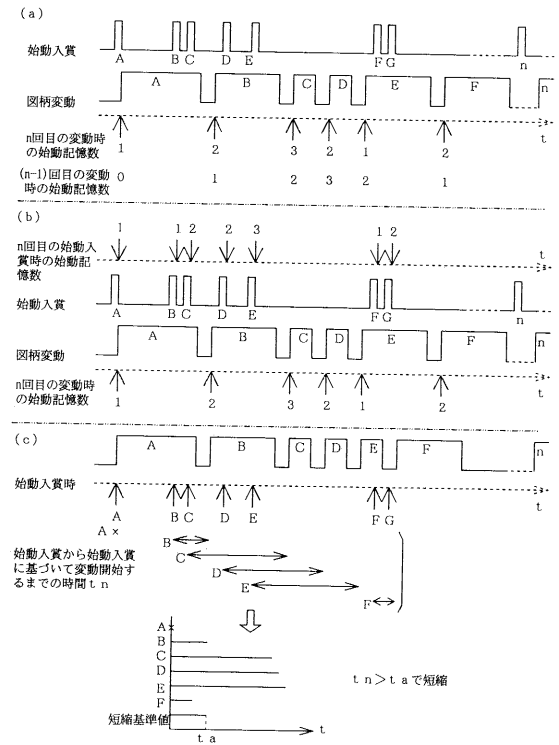 (a)
始動入賞
A B C D E F G n
図柄変動
A B C D E F n
t
n回目の変動時
の始動記憶数
1 2 3 2 1 2
(n-1)回目の変動
時の始動記憶数
0 1 2 3 2 1
(b)
1 1 2 2 3 1 2
n回目の始動入
賞時の始動記
憶数
t
始動入賞
A B C D E F G n
図柄変動
A B C D E F n
t
n回目の変動時
の始動記憶数
1 2 3 2 1 2
(c)
A B C D E F n
始動入賞時
t
A B C D E F G
A ×
B
始動入賞から始動入賞
に基づいて変動開始す
るまでの時間tn
C
D
E
F
A
B
C
D
E
F
tn>taで短縮
短縮基準値
ta
t